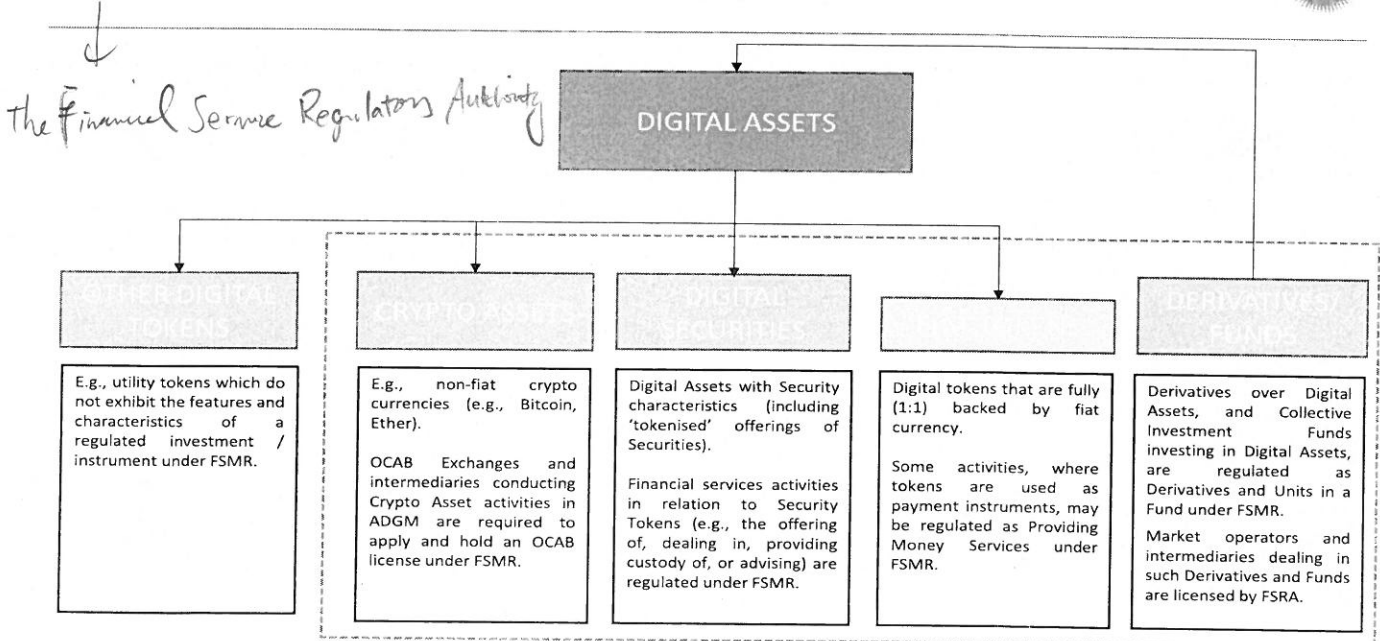 the Financial Service Regulators Authority
DIGITAL ASSETS
OTHER DIGITAL
TOKENS
E.g., utility tokens which do
not exhibit the features and
characteristics of a
regulated investment /
instrument under FSMR.
CRYPTO ASSETS
E.g., non-fiat crypto
currencies (e.g., Bitcoin,
Ether).
OCAB Exchanges and
intermediaries conducting
Crypto Asset activities in
ADGM are required to
apply and hold an OCAB
license under FSMR.
DIGITAL
SECURITIES
Digital Assets with Security
characteristics (including
'tokenised' offerings of
Securities).
Financial services activities
in relation to Security
Tokens (e.g., the offering
of, dealing in, providing
custody of, or advising) are
regulated under FSMR.
Digital tokens that are fully
(1:1) backed by fiat
currency.
Some activities, where
tokens are used as
payment instruments, may
be regulated as Providing
Money Services under
FSMR.
DERIVATIVES/
FUNDS
Derivatives over Digital
Assets, and Collective
Investment Funds
investing in Digital Assets,
are regulated as
Derivatives and Units in a
Fund under FSMR.
Market operators and
intermediaries dealing in
such Derivatives and Funds
are licensed by FSRA.